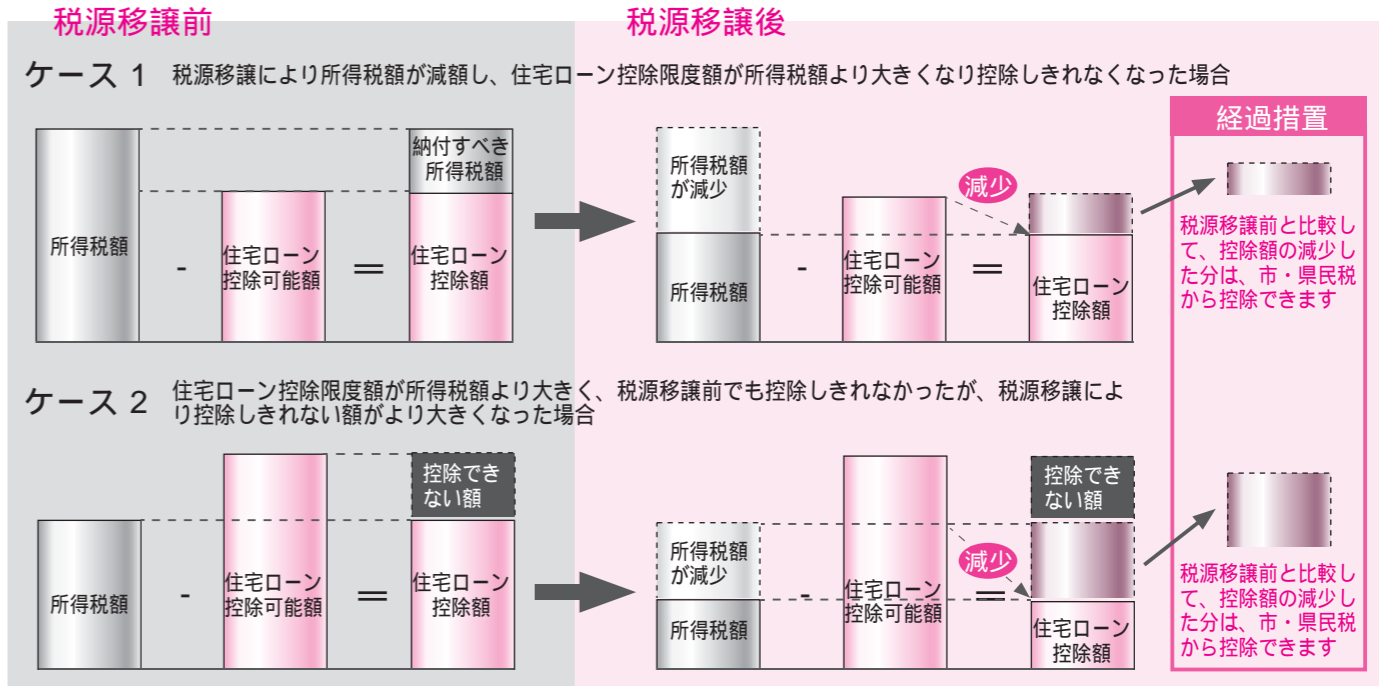 税源移譲前
税源移譲後
ケース 1
税源移譲により所得税額が減額し、住宅ローン控除限度額が所得税額より大きくなり控除しきれなくなった場合
所得税額
-
住宅ローン
控除可能額
＝
納付すべき
所得税額
住宅ローン
控除額
所得税額
が減少
所得税額
-
住宅ローン
控除可能額
＝
減少
住宅ローン
控除額
経過措置
税源移譲前と比較し
て、控除額の減少し
た分は、市・県民税
から控除できます
ケース 2
住宅ローン控除限度額が所得税額より大きく、税源移譲前でも控除しきれなかったが、税源移譲によ
り控除しきれない額がより大きくなった場合
所得税額
-
住宅ローン
控除可能額
＝
控除でき
ない額
住宅ローン
控除額
所得税額
が減少
所得税額
-
住宅ローン
控除可能額
＝
減少
控除でき
ない額
住宅ローン
控除額
税源移譲前と比較し
て、控除額の減少し
た分は、市・県民税
から控除できます